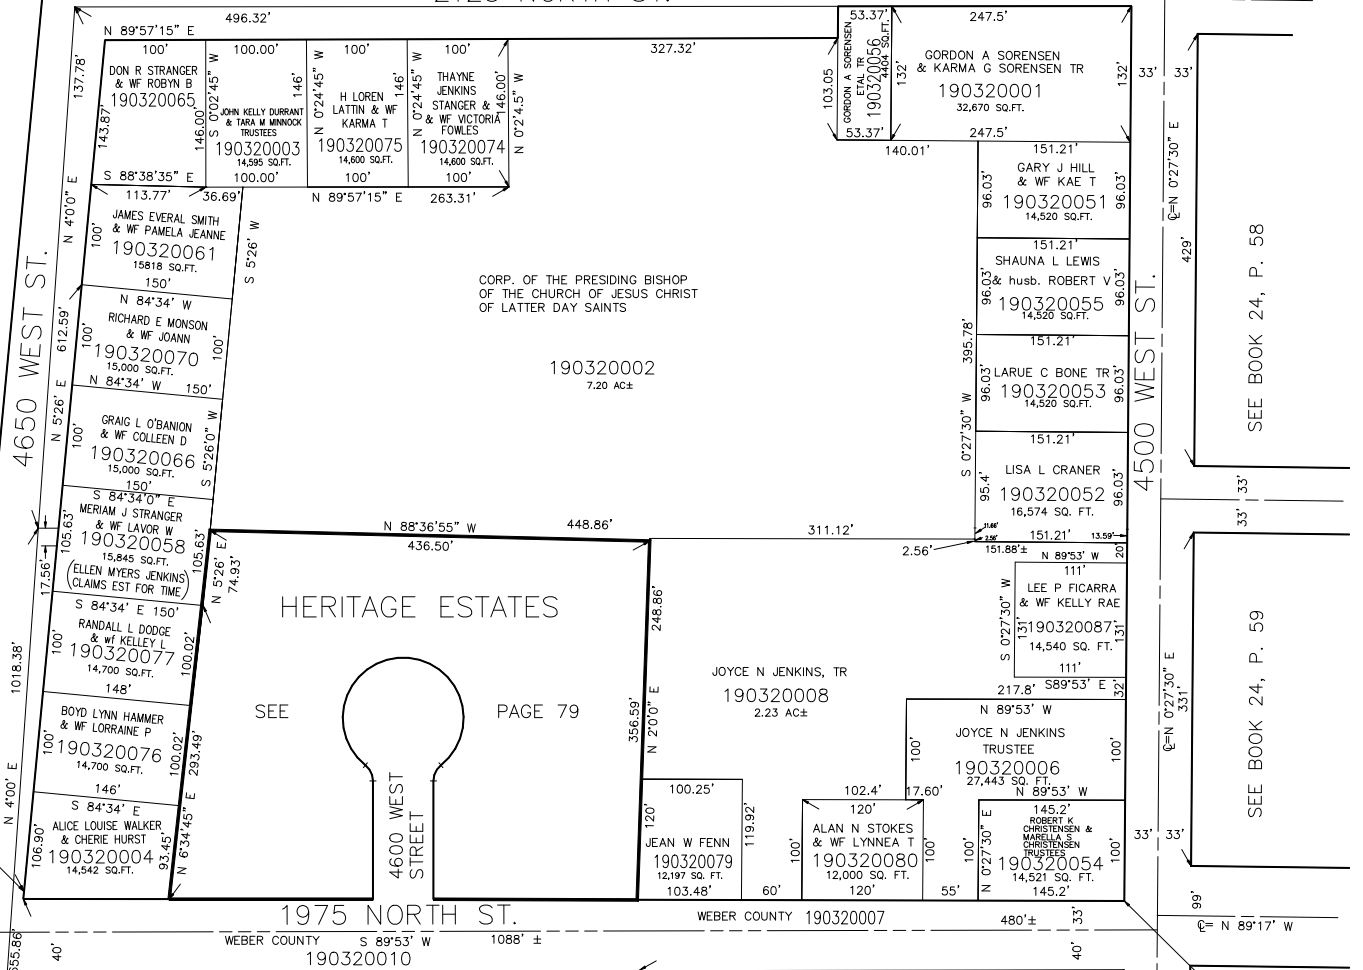 496.32'
N 89°57'15" E
100'
100.00'
100'
100'
327.32'
53.37'
247.5'
137.78'
143.87'
DON R STRANGER
& WF ROBYN B
190320065
146.00'
S 0°02'45" W
146'
JOHN KELLY DURRANT
& TARA M MINNOCK
TRUSTEES
190320003
14,595 SQ.FT.
100.00'
N 0°24'45" W
H LOREN
LATTIN & WF
KARMA T
190320075
14,600 SQ.FT.
100'
146'
N 0°24'45" W
THAYNE
JENKINS
STANGER &
& WF VICTORIA
FOWLES
190320074
14,600 SQ.FT.
100'
146.00'
N 0°2'4.5" W
103.05
GORDON A SORENSEN
ETAL TR
190320056
4404 SQ.FT.
53.37'
132'
GORDON A SORENSEN
& KARMA G SORENSEN TR
190320001
32,670 SQ.FT.
247.5'
132'
33'
33'
140.01'
S 88°38'35" E
113.77'
36.69'
N 89°57'15" E
263.31'
N 4°0'0" E
100'
JAMES EVERAL SMITH
& WF PAMELA JEANNE
190320061
15818 SQ.FT.
150'
S 5°26' W
N 84°34' W
RICHARD E MONSON
& WF JOANN
190320070
15,000 SQ.FT.
100'
100'
N 84°34' W
150'
612.59'
4650 WEST ST.
N 5°26' E
GRAIG L O'BANION
& WF COLLEEN D
190320066
15,000 SQ.FT.
100'
150'
S 5°26'0" W
S 84°34'0" E
MERIAM J STRANGER
& WF LAVOR W
190320058
15,845 SQ.FT.
(ELLEN MYERS JENKINS
CLAIMS EST FOR TIME)
105.63'
105.63'
17.56'
S 84°34' E 150'
RANDALL L DODGE
& wf KELLEY L
190320077
14,700 SQ.FT.
100'
100.02'
148'
1018.38'
BOYD LYNN HAMMER
& WF LORRAINE P
190320076
14,700 SQ.FT.
100'
100.02'
293.49'
146'
N 4°00' E
S 84°34' E
ALICE LOUISE WALKER
& CHERIE HURST
190320004
14,542 SQ.FT.
106.90'
93.45'
N 6°34'45" E
CORP. OF THE PRESIDING BISHOP
OF THE CHURCH OF JESUS CHRIST
OF LATTER DAY SAINTS
190320002
7.20 AC±
N 88°36'55" W
448.86'
436.50'
311.12'
N 5°26' E
74.93'
HERITAGE ESTATES
SEE
PAGE 79
4600 WEST
STREET
248.86'
356.59'
N 2°0'0" E
151.21'
GARY J HILL
& WF KAE T
190320051
14,520 SQ.FT.
96.03'
96.03'
151.21'
SHAUNA L LEWIS
& husb. ROBERT V
190320055
14,520 SQ.FT.
96.03'
96.03'
151.21'
LARUE C BONE TR
190320053
14,520 SQ.FT.
96.03'
96.03'
395.78'
S 0°27'30" W
151.21'
LISA L CRANER
190320052
16,574 SQ.FT.
95.4'
96.03'
11.66'
2.56'
151.21'
13.59'
2.56'
151.88'±
N 89°53' W
20'
111'
LEE P FICARRA
& WF KELLY RAE
190320087
14,540 SQ.FT.
131'
131'
S 0°27'30" W
111'
S89°53' E
32'
217.8'
N 89°53' W
JOYCE N JENKINS, TR
190320008
2.23 AC±
JOYCE N JENKINS
TRUSTEE
190320006
27,443 SQ. FT.
100'
100'
N 89°53' W
100.25'
120'
119.92'
JEAN W FENN
190320079
12,197 SQ.FT.
103.48'
60'
102.4'
17.60'
120'
100'
ALAN N STOKES
& WF LYNNEA T
190320080
12,000 SQ.FT.
100'
120'
100'
55'
N 0°27'30" E
145.2'
ROBERT K
CHRISTENSEN &
MARELLA S
CHRISTENSEN
TRUSTEES
190320054
14,521 SQ.FT.
100'
145.2'
4500 WEST ST.
℄=N 0°27'30" E
429'
SEE BOOK 24, P. 58
33'
33'
℄=N 0°27'30" E
331'
SEE BOOK 24, P. 59
33'
33'
99'
℄= N 89°17' W
1975 NORTH ST.
WEBER COUNTY 190320007
480'±
33'
WEBER COUNTY
S 89°53' W
1088' ±
190320010
40'
40'
555.86'